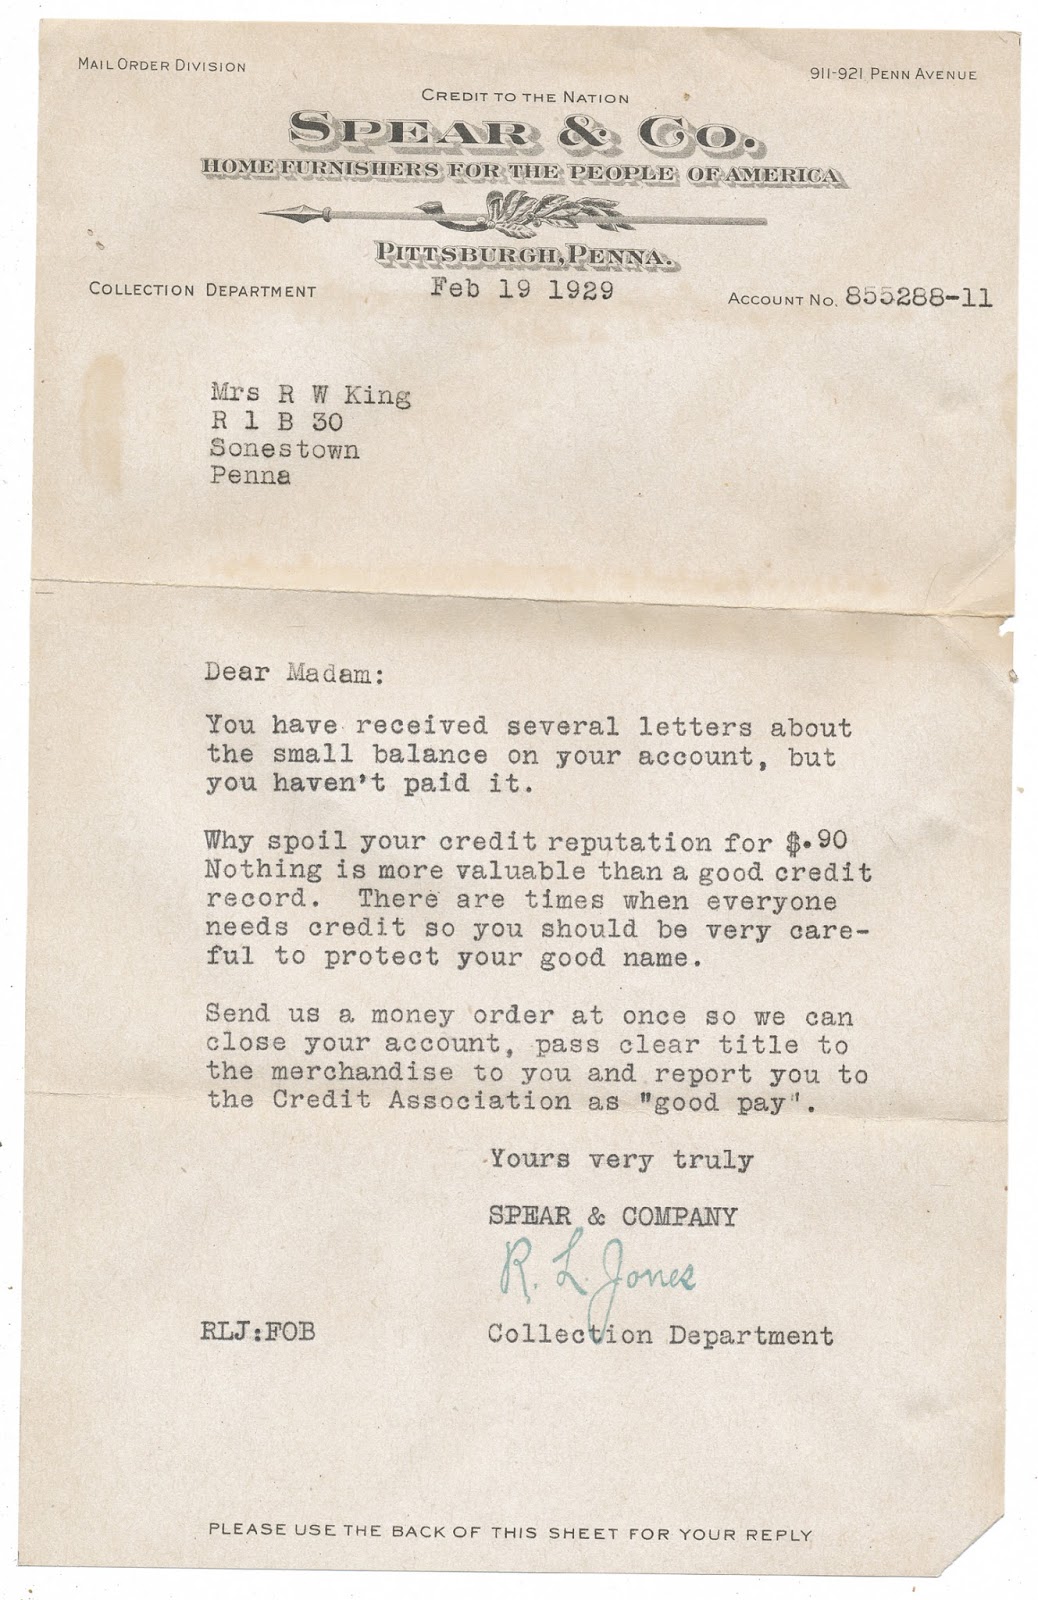 MAIL ORDER DIVISION
911-921 PENN AVENUE
CREDIT TO THE NATION
SPEAR & CO.
HOME FURNISHERS FOR THE PEOPLE OF AMERICA
PITTSBURGH, PENNA.
COLLECTION DEPARTMENT
Feb 19 1929
ACCOUNT NO. 855288-11
Mrs R W King
R 1 B 30
Sonestown
Penna
Dear Madam:
You have received several letters about
the small balance on your account, but
you haven't paid it.
Why spoil your credit reputation for $.90
Nothing is more valuable than a good credit
record. There are times when everyone
needs credit so you should be very care-
ful to protect your good name.
Send us a money order at once so we can
close your account, pass clear title to
the merchandise to you and report you to
the Credit Association as "good pay".
Yours very truly
SPEAR & COMPANY
R. L. Jones
RLJ:FOB
Collection Department
PLEASE USE THE BACK OF THIS SHEET FOR YOUR REPLY